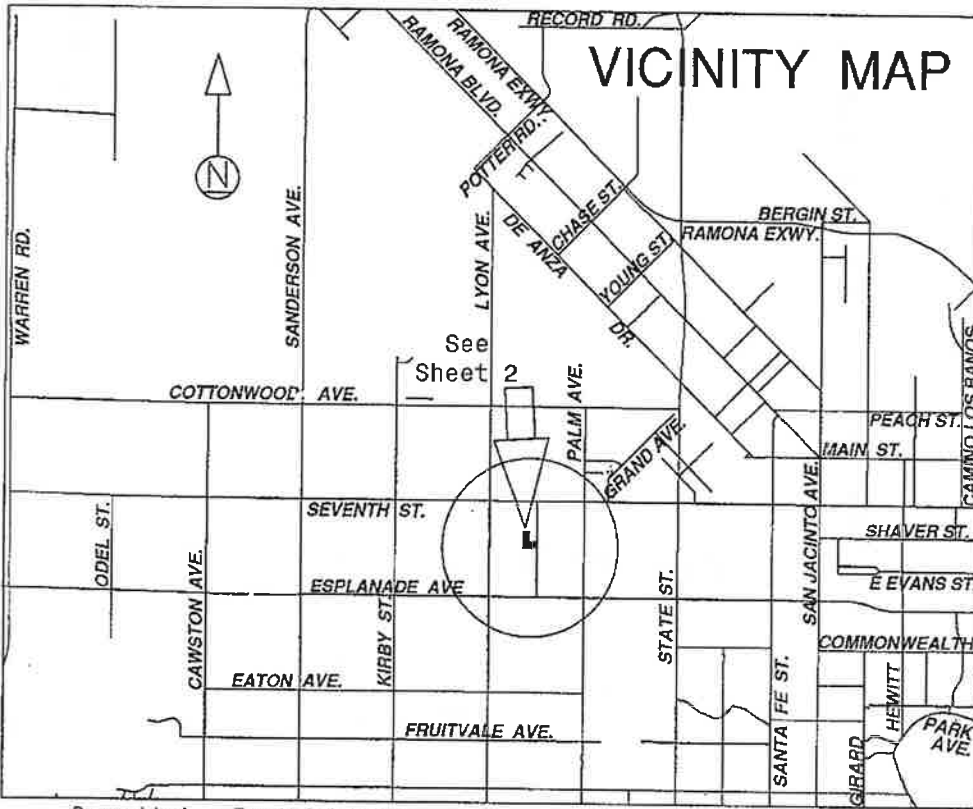 RECORD RD.
VICINITY MAP
RAMONA EXWY.
RAMONA BLVD.
POTTER RD.
N
CHASE ST.
BERGIN ST.
RAMONA EXWY.
DE ANZA
DR.
YOUNG ST.
WARREN RD.
SANDERSON AVE.
LYON AVE.
See
Sheet 2
COTTONWOOD AVE.
PALM AVE.
GRAND AVE.
PEACH ST.
CAMINO LOS BANOS
MAIN ST.
SEVENTH ST.
SAN JACINTO AVE.
SHAVER ST.
ODEL ST.
CAWSTON AVE.
ESPLANADE AVE
KIRBY ST.
STATE ST.
E EVANS ST.
COMMONWEALTH
EATON AVE.
FRUITVALE AVE.
SANTA FE ST.
GIRARD
HEWITT
PARK
AVE.